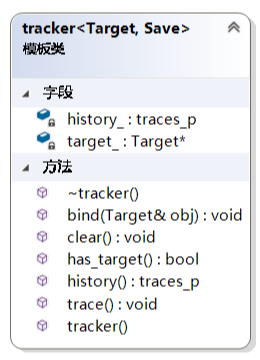 tracker<Target, Save>
模板类
字段
history_ : traces_p
target_ : Target*
方法
~tracker()
bind(Target& obj) : void
clear() : void
has_target() : bool
history() : traces_p
trace() : void
tracker()